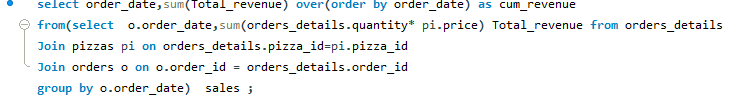 select order_date,sum(Total_revenue) over(order by order_date) as cum_revenue
from(select  o.order_date,sum(orders_details.quantity* pi.price) Total_revenue from orders_details
Join pizzas pi on orders_details.pizza_id=pi.pizza_id
Join orders o on o.order_id = orders_details.order_id
group by o.order_date)  sales ;